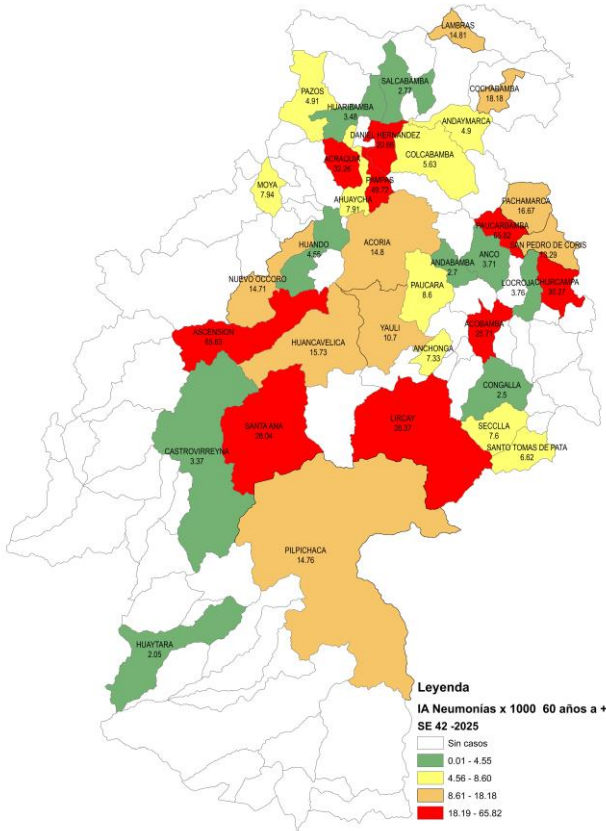 LAMBRAS
14.81
SALCABAMBA
2.77
COCHABAMBA
18.18
PAZOS
4.91
HUARIBAMBA
3.48
ANDAYMARCA
4.9
DANIEL HERNANDEZ
COLCABAMBA
5.63
ACRAQUIA
PAMPAS
MOYA
7.94
AHUAYCHA
7.91
PACHAMARCA
16.67
PAUCARBAMBA
SAN PEDRO DE CORIS
HUANDO
4.55
ACORIA
14.8
ANDABAMBA
2.7
ANCO
3.71
LOCROJA
3.76
CHURCAMPA
NUEVO OCCORO
14.71
PAUCARA
8.6
ASCENSION
HUANCAVELICA
15.73
YAULI
10.7
ACOBAMBA
ANCHONGA
7.33
CONGALLA
2.5
SANTA ANA
LIRCAY
SECCLLA
7.6
SANTO TOMAS DE PATA
6.62
CASTROVIRREYNA
3.37
PILPICHACA
14.76
HUAYTARA
2.05
Leyenda
IA Neumonías x 1000 60 años a +
SE 42 -2025
Sin casos
0.01 - 4.55
4.56 - 8.60
8.61 - 18.18
18.19 - 65.82